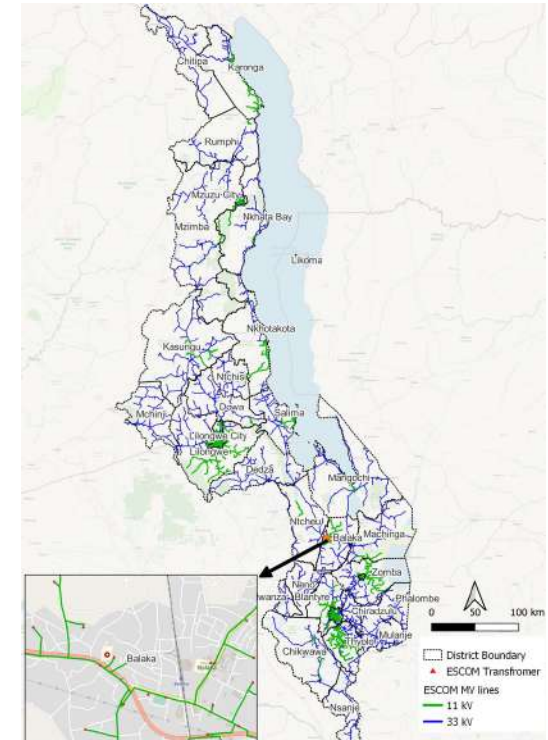 Chitipa
Karonga
Rumphi
Mzuzu City
Nkhata Bay
Mzimba
Likoma
Nkhotakota
Kasungu
Ntchisi
Dowa
Mchinji
Salima
Lilongwe City
Lilongwe
Dedza
Mangochi
Ntcheu
Balaka
Machinga
Zomba
Neno
Phalombe
Mwanza
Blantyre
Chiradzulu
Mulanje
Thyolo
Chikwawa
Nsanje
Balaka
0 50 100 km
District Boundary
ESCOM Transfromer
ESCOM MV lines
11 kV
33 kV